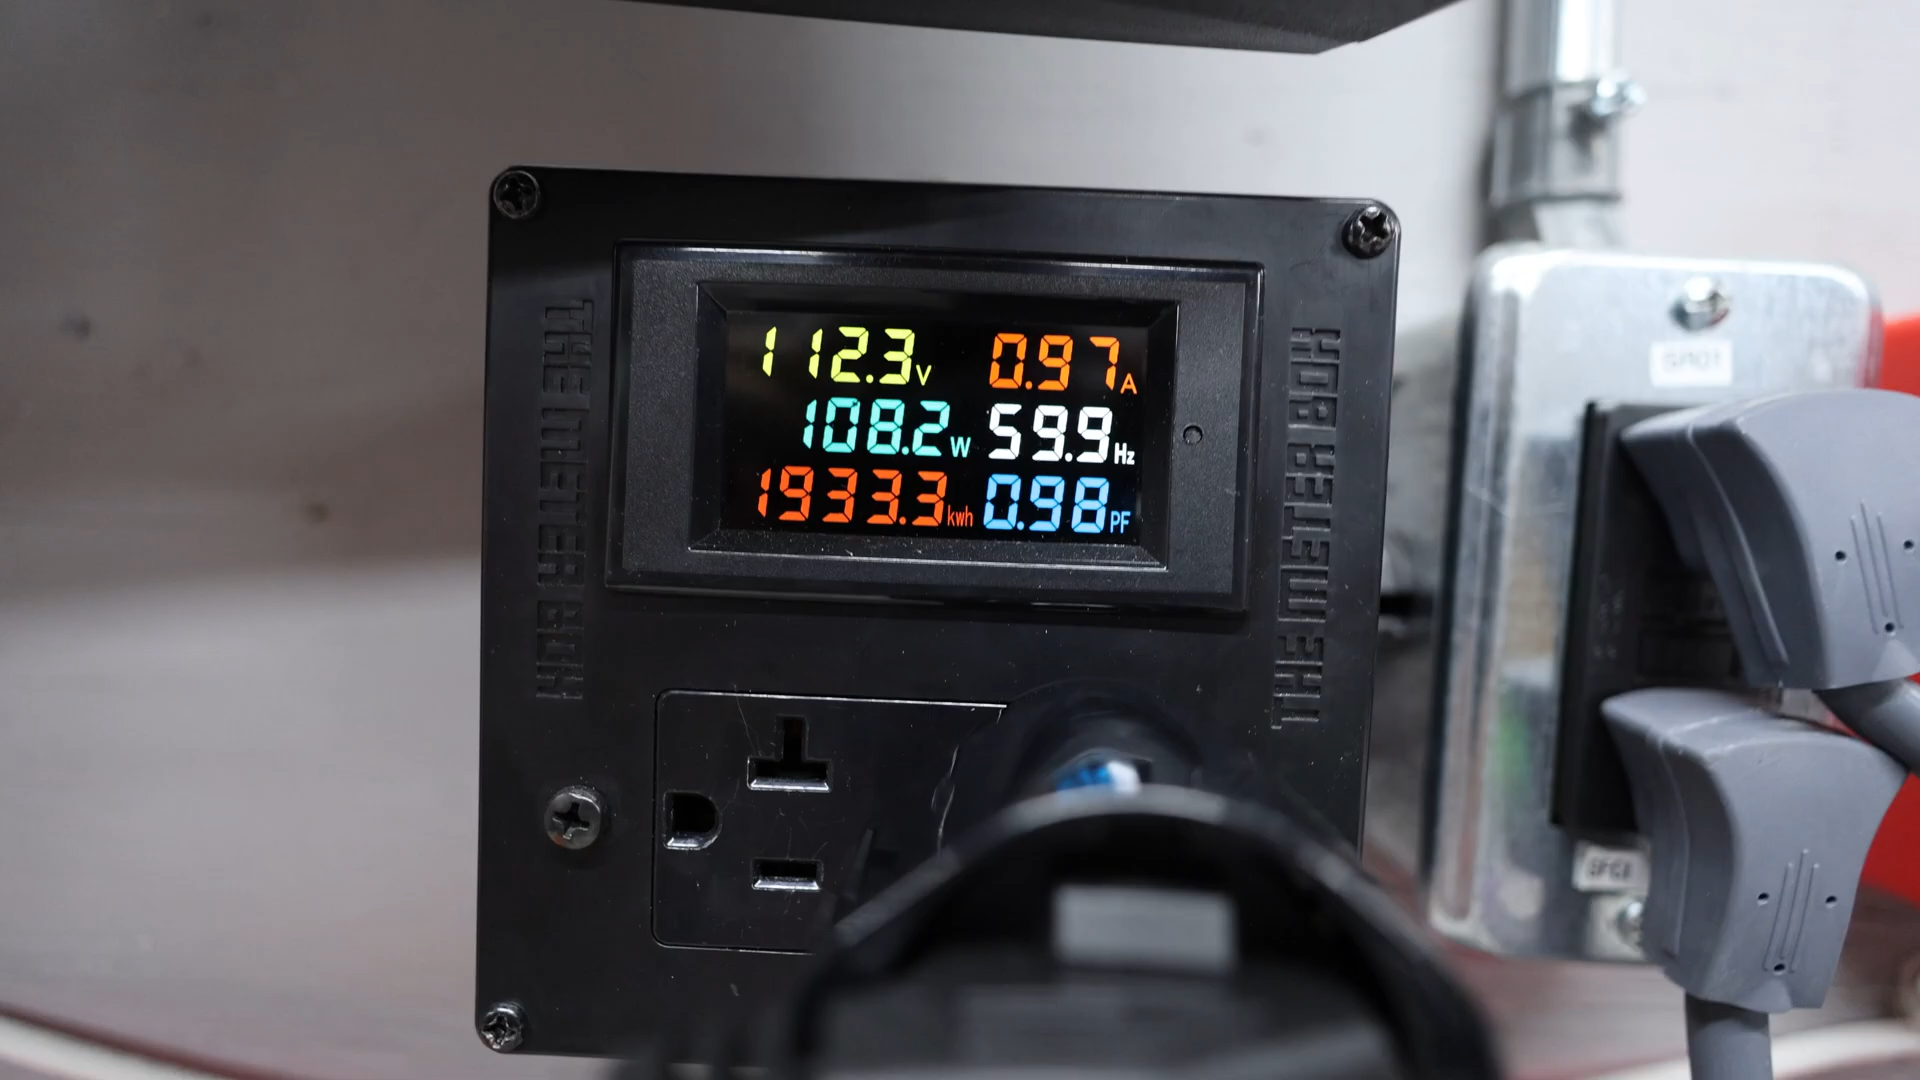 THE METER BOX
112.3V 0.97A
108.2W 59.9Hz
1933.3kwh 0.98PF
THE METER BOX